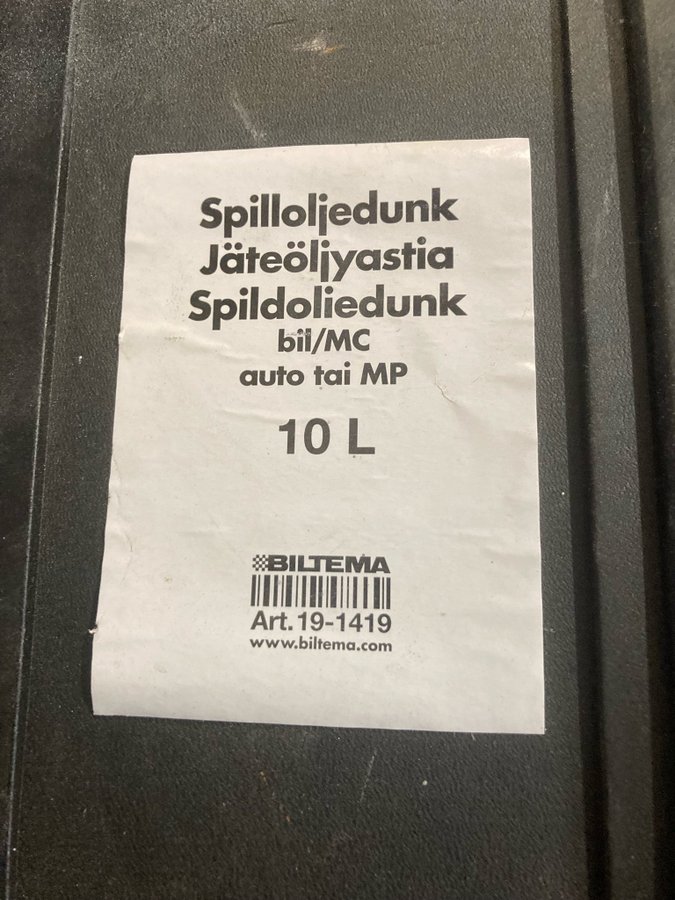 Spilloljedunk
Jäteöljyastia
Spildoliedunk
bil/MC
auto tai MP
10 L
BILTEMA
Art. 19-1419
www.biltema.com